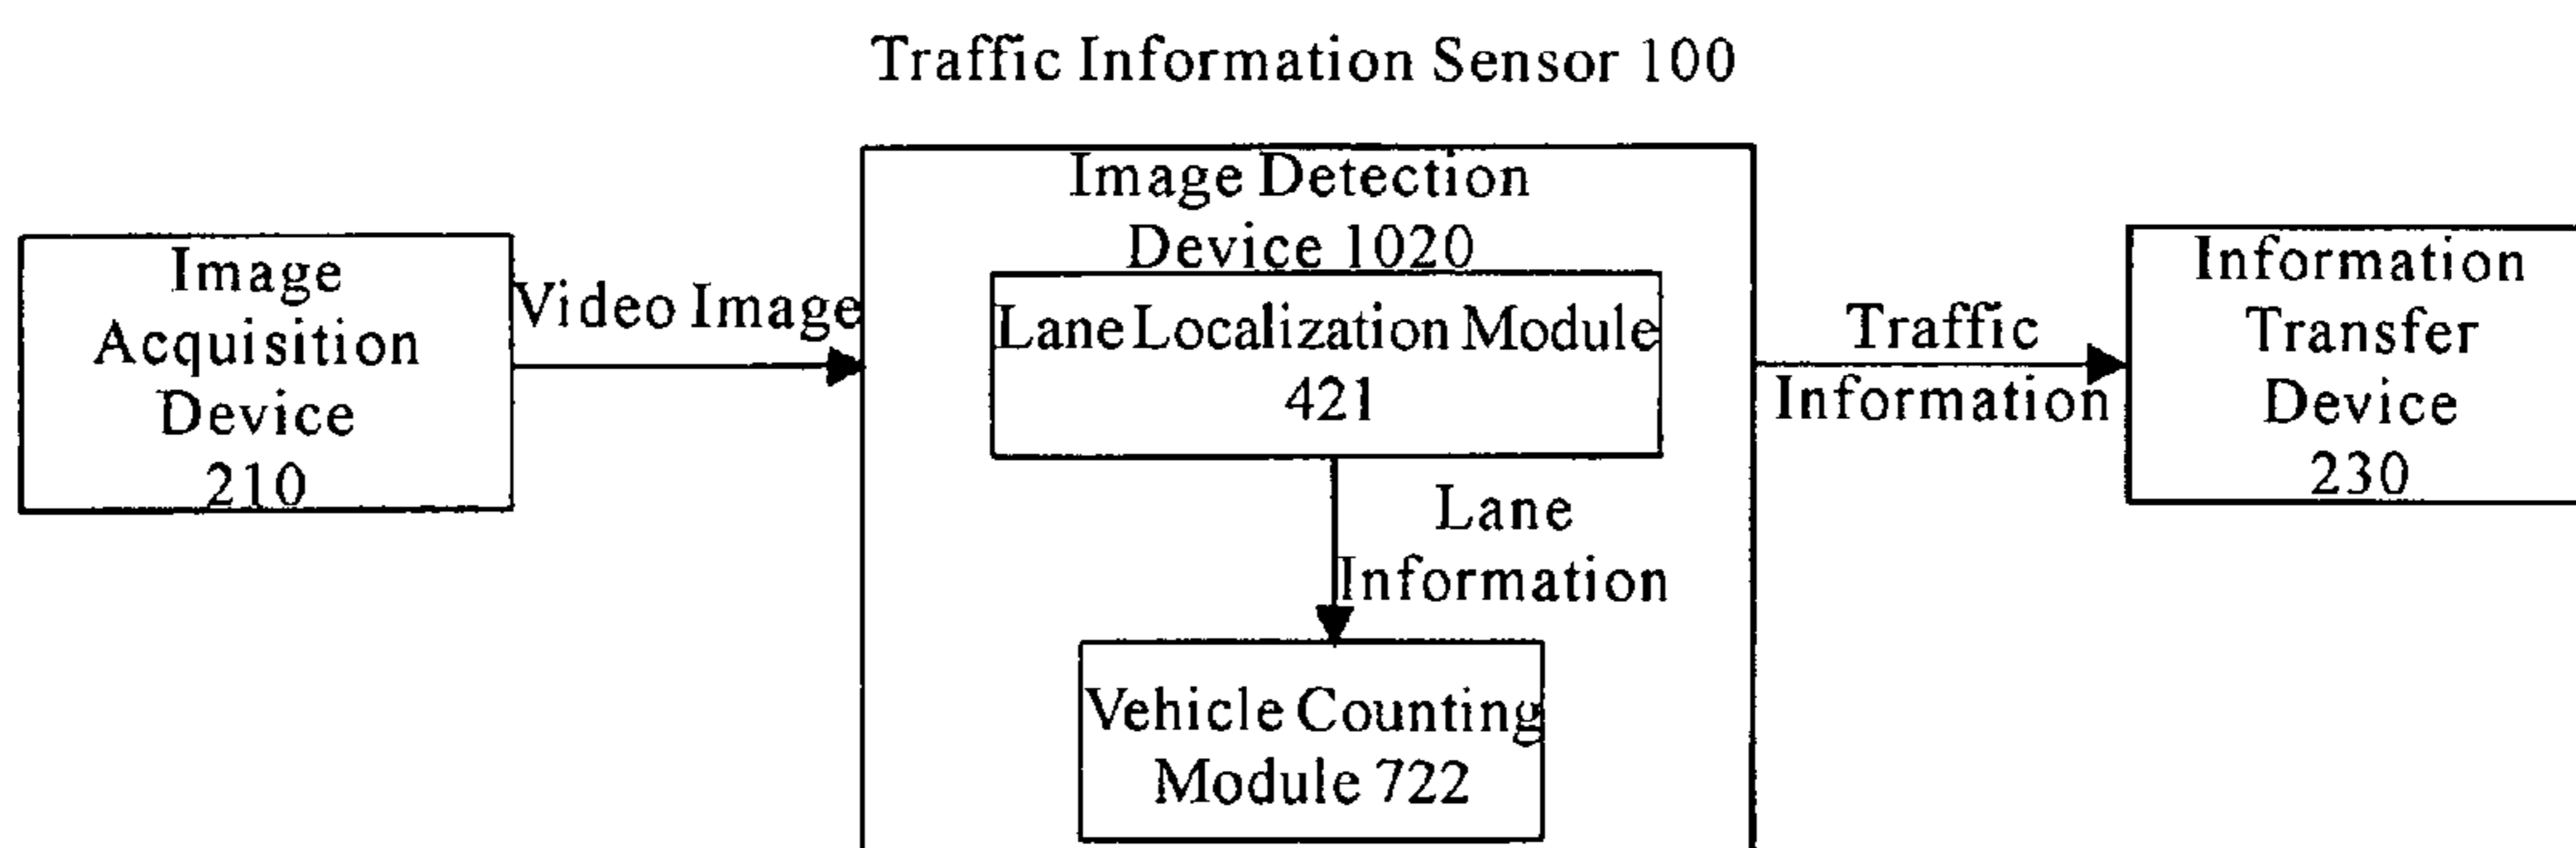 Traffic Information Sensor 100
Image
Acquisition
Device
210
Video Image
Image Detection
Device 1020
Lane Localization Module
421
Lane
Information
Vehicle Counting
Module 722
Traffic
Information
Information
Transfer
Device
230